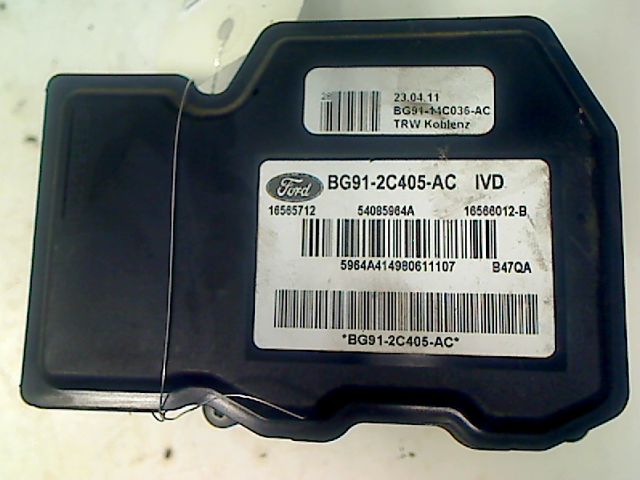 23.04.11
BG91-14C036-AC
TRW Koblenz
Ford BG91-2C405-AC IVD
16565712 54085964A 16566012-B
5964A414980611107 B47QA
*BG91-2C405-AC*